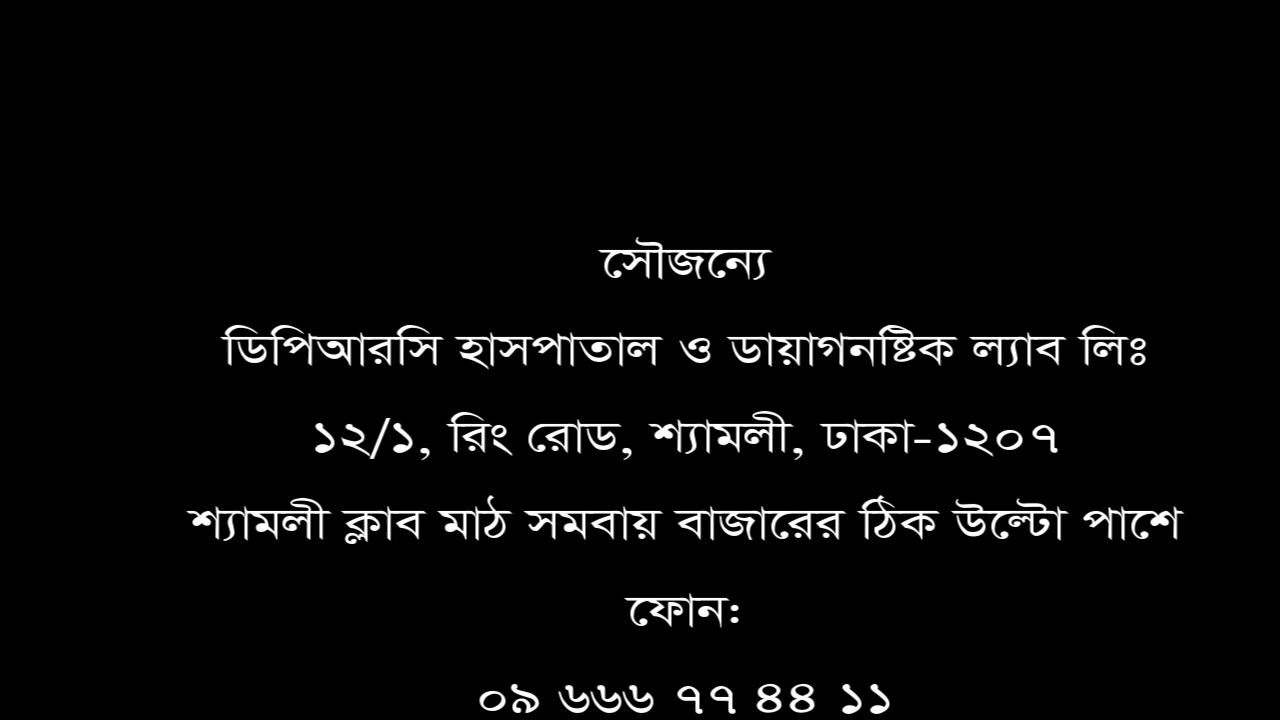 সৌজন্যে
ডিপিআরসি হাসপাতাল ও ডায়াগনষ্টিক ল্যাব লিঃ
১২/১, রিং রোড, শ্যামলী, ঢাকা-১২০৭
শ্যামলী ক্লাব মাঠ সমবায় বাজারের ঠিক উল্টো পাশে
ফোন:
০৯ ৬৬৬ ৭৭ ৪৪ ১১